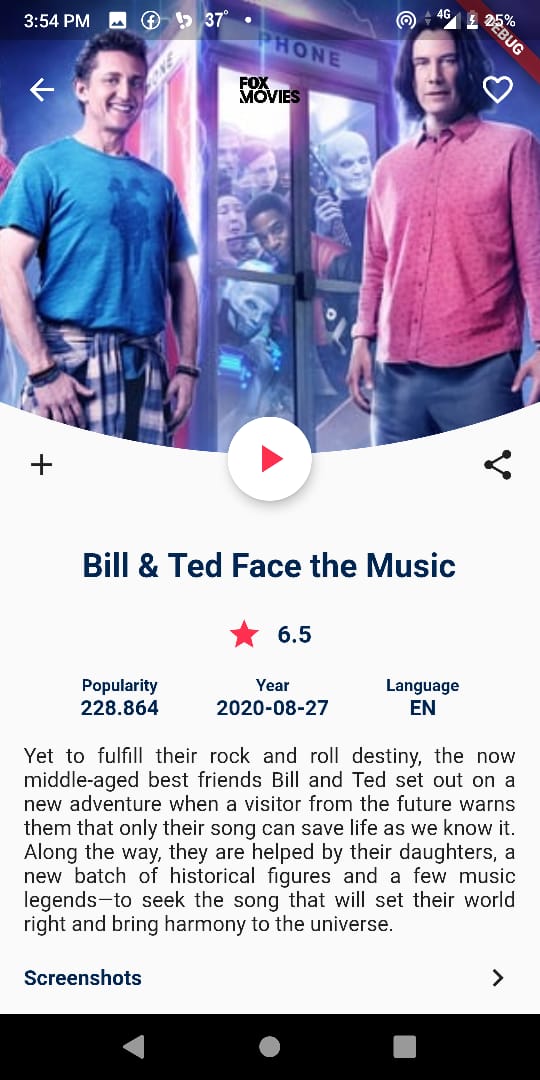 3:54 PM 37° 4G 25%
DEBUG
PHONE
FOX
MOVIES
Bill & Ted Face the Music
6.5
Popularity Year Language
228.864 2020-08-27 EN
Yet to fulfill their rock and roll destiny, the now
middle-aged best friends Bill and Ted set out on a
new adventure when a visitor from the future warns
them that only their song can save life as we know it.
Along the way, they are helped by their daughters, a
new batch of historical figures and a few music
legends—to seek the song that will set their world
right and bring harmony to the universe.
Screenshots